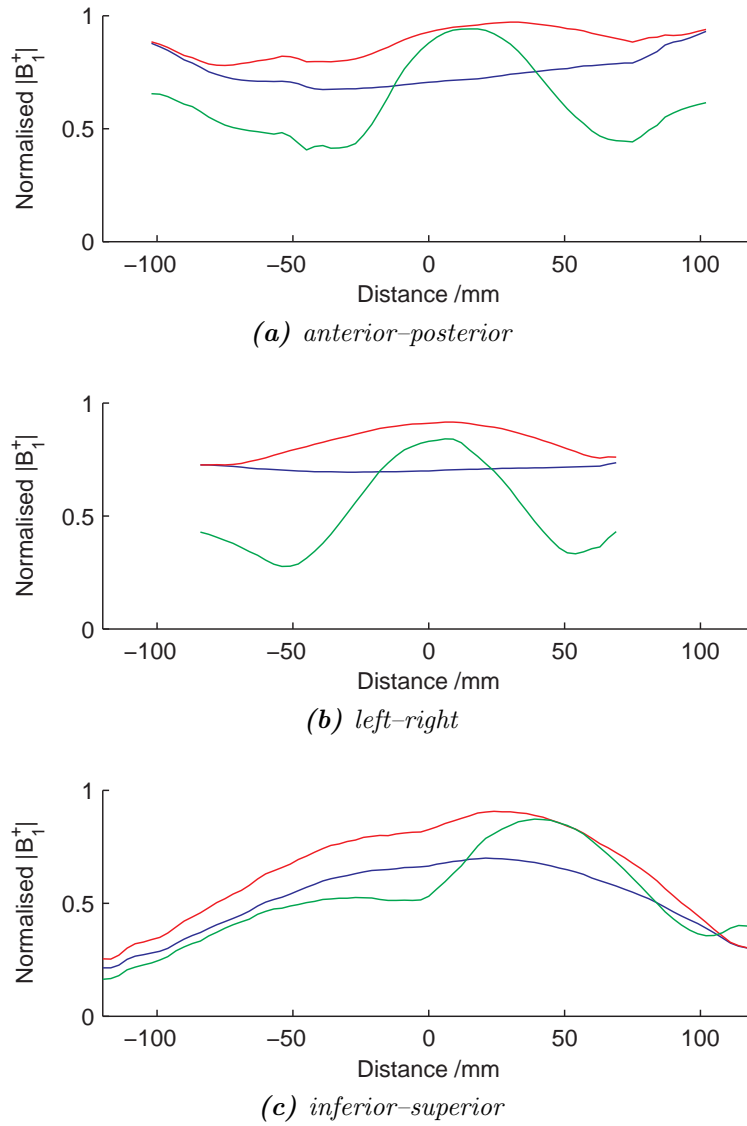 1
0.5
0
Normalised |B₁⁺|
−100 −50 0 50 100
Distance /mm
(a) anterior–posterior
1
0.5
0
Normalised |B₁⁺|
−100 −50 0 50 100
Distance /mm
(b) left–right
1
0.5
0
Normalised |B₁⁺|
−100 −50 0 50 100
Distance /mm
(c) inferior–superior